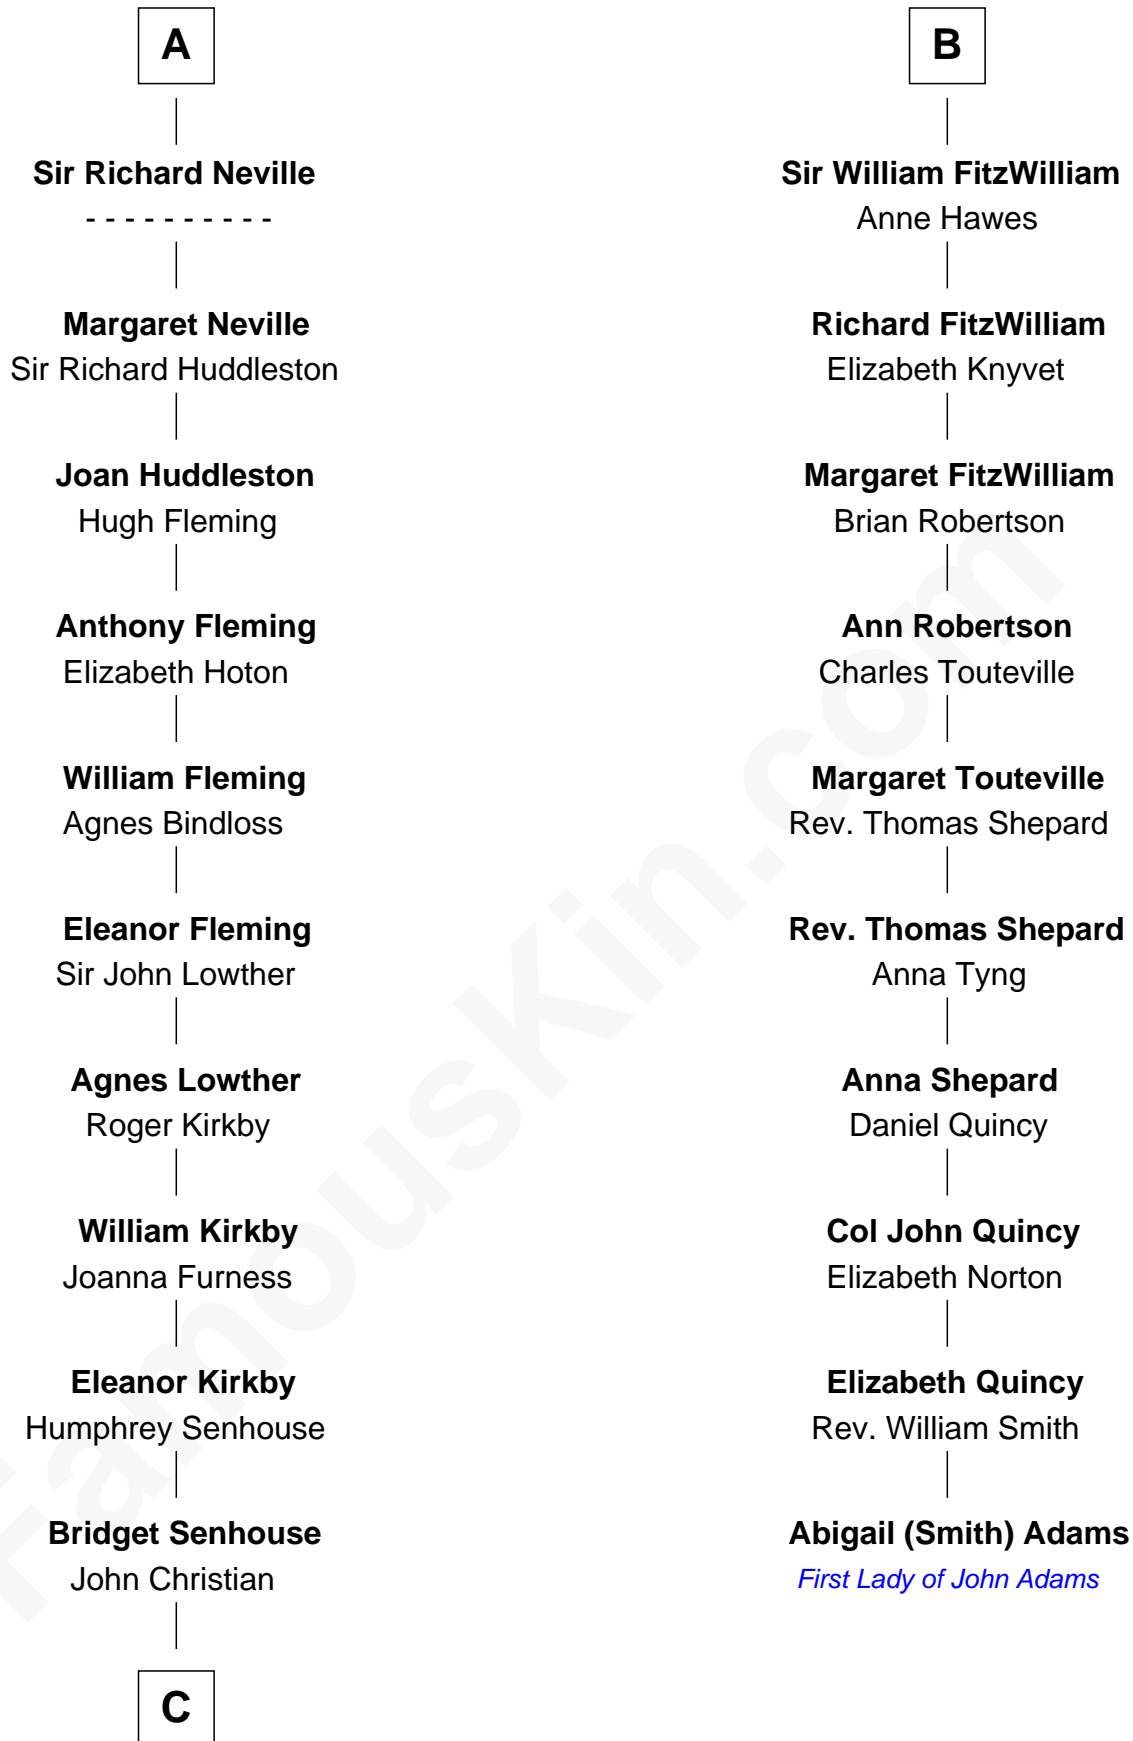 A
Sir Richard Neville
- - - - - - - - - -
Margaret Neville
Sir Richard Huddleston
Joan Huddleston
Hugh Fleming
Anthony Fleming
Elizabeth Hoton
William Fleming
Agnes Bindloss
Eleanor Fleming
Sir John Lowther
Agnes Lowther
Roger Kirkby
William Kirkby
Joanna Furness
Eleanor Kirkby
Humphrey Senhouse
Bridget Senhouse
John Christian
C
B
Sir William FitzWilliam
Anne Hawes
Richard FitzWilliam
Elizabeth Knyvet
Margaret FitzWilliam
Brian Robertson
Ann Robertson
Charles Touteville
Margaret Touteville
Rev. Thomas Shepard
Rev. Thomas Shepard
Anna Tyng
Anna Shepard
Daniel Quincy
Col John Quincy
Elizabeth Norton
Elizabeth Quincy
Rev. William Smith
Abigail (Smith) Adams
First Lady of John Adams
FamousKin.com